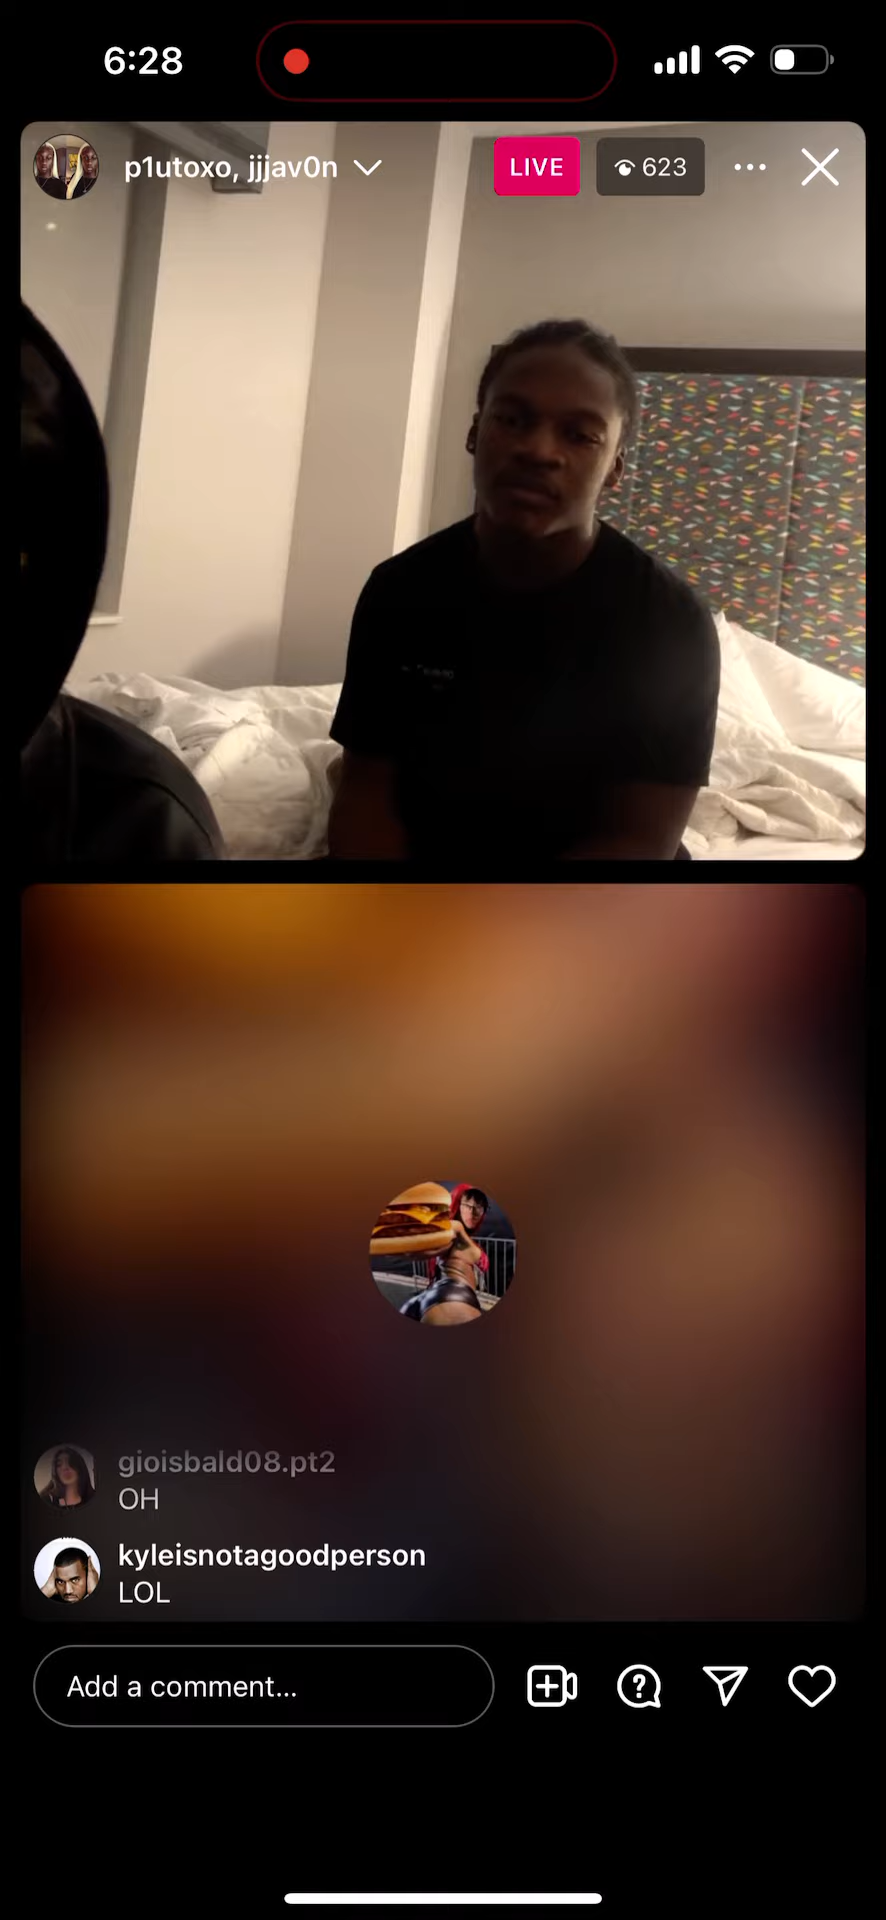 6:28
p1utoxo, jjjav0n
LIVE
623
gioisbald08.pt2
OH
kyleisnotagoodperson
LOL
Add a comment...